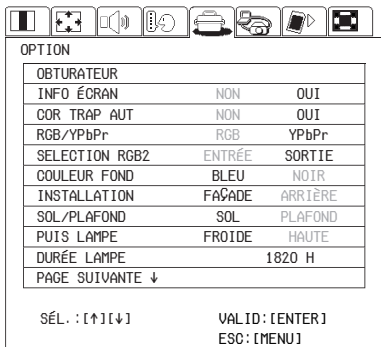 OPTION
OBTURATEUR
INFO ÉCRAN NON OUI
COR TRAP AUT NON OUI
RGB/YPbPr RGB YPbPr
SELECTION RGB2 ENTRÉE SORTIE
COULEUR FOND BLEU NOIR
INSTALLATION FAÇADE ARRIÈRE
SOL/PLAFOND SOL PLAFOND
PUIS LAMPE FROIDE HAUTE
DURÉE LAMPE 1820 H
PAGE SUIVANTE ↓
SÉL.:[↑][↓] VALID:[ENTER]
ESC:[MENU]